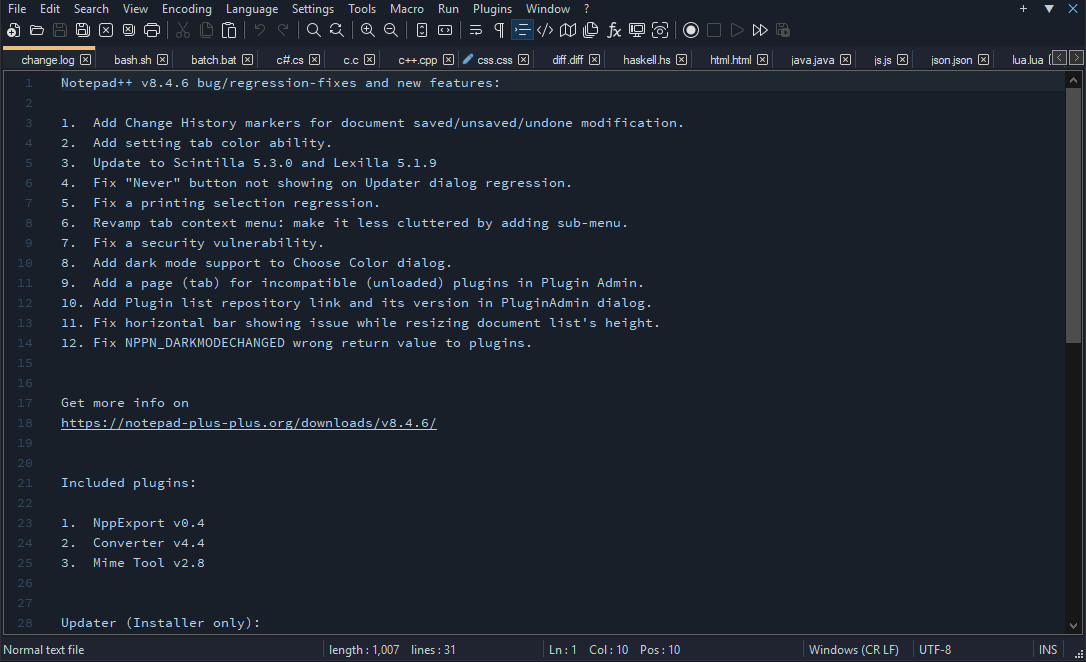 File Edit Search View Encoding Language Settings Tools Macro Run Plugins Window ?
change.log bash.sh batch.bat c#.cs c.c c++.cpp css.css diff.diff haskell.hs html.html java.java js.js json.json lua.lua
1 Notepad++ v8.4.6 bug/regression-fixes and new features:
2
3 1. Add Change History markers for document saved/unsaved/undone modification.
4 2. Add setting tab color ability.
5 3. Update to Scintilla 5.3.0 and Lexilla 5.1.9
6 4. Fix "Never" button not showing on Updater dialog regression.
7 5. Fix a printing selection regression.
8 6. Revamp tab context menu: make it less cluttered by adding sub-menu.
9 7. Fix a security vulnerability.
10 8. Add dark mode support to Choose Color dialog.
11 9. Add a page (tab) for incompatible (unloaded) plugins in Plugin Admin.
12 10. Add Plugin list repository link and its version in PluginAdmin dialog.
13 11. Fix horizontal bar showing issue while resizing document list's height.
14 12. Fix NPPN_DARKMODECHANGED wrong return value to plugins.
15
16
17 Get more info on
18 https://notepad-plus-plus.org/downloads/v8.4.6/
19
20
21 Included plugins:
22
23 1. NppExport v0.4
24 2. Converter v4.4
25 3. Mime Tool v2.8
26
27
28 Updater (Installer only):
Normal text file length : 1,007 lines : 31 Ln : 1 Col : 10 Pos : 10 Windows (CR LF) UTF-8 INS